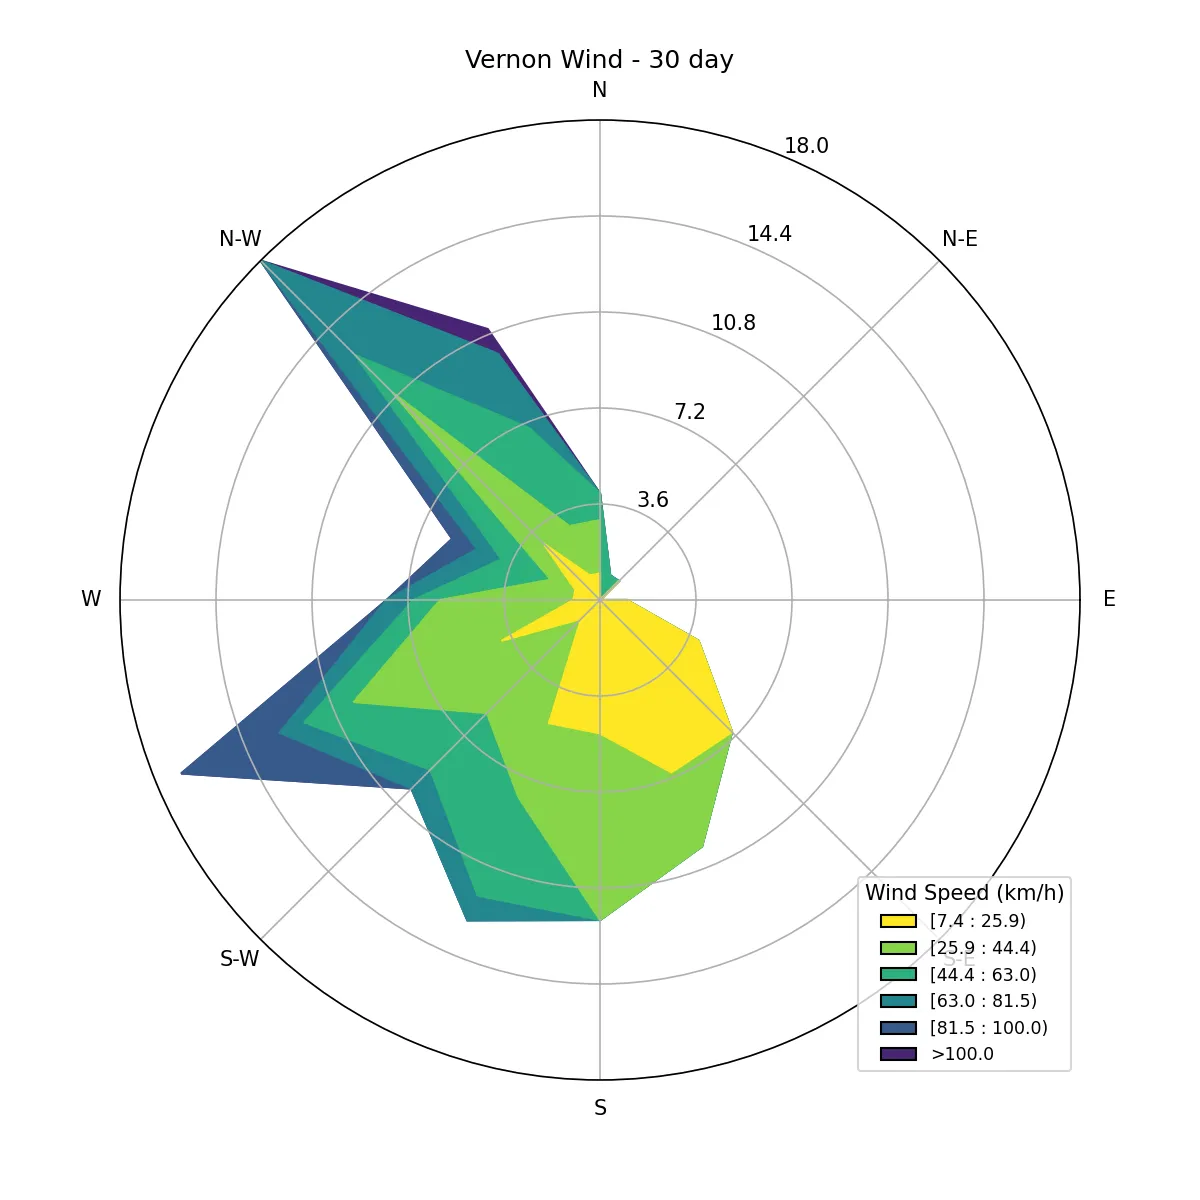 Vernon Wind - 30 day
N
18.0
14.4
N-W
N-E
10.8
7.2
3.6
W
E
Wind Speed (km/h)
[7.4 : 25.9)
[25.9 : 44.4)
S-W
S-E
[44.4 : 63.0)
[63.0 : 81.5)
[81.5 : 100.0)
>100.0
S